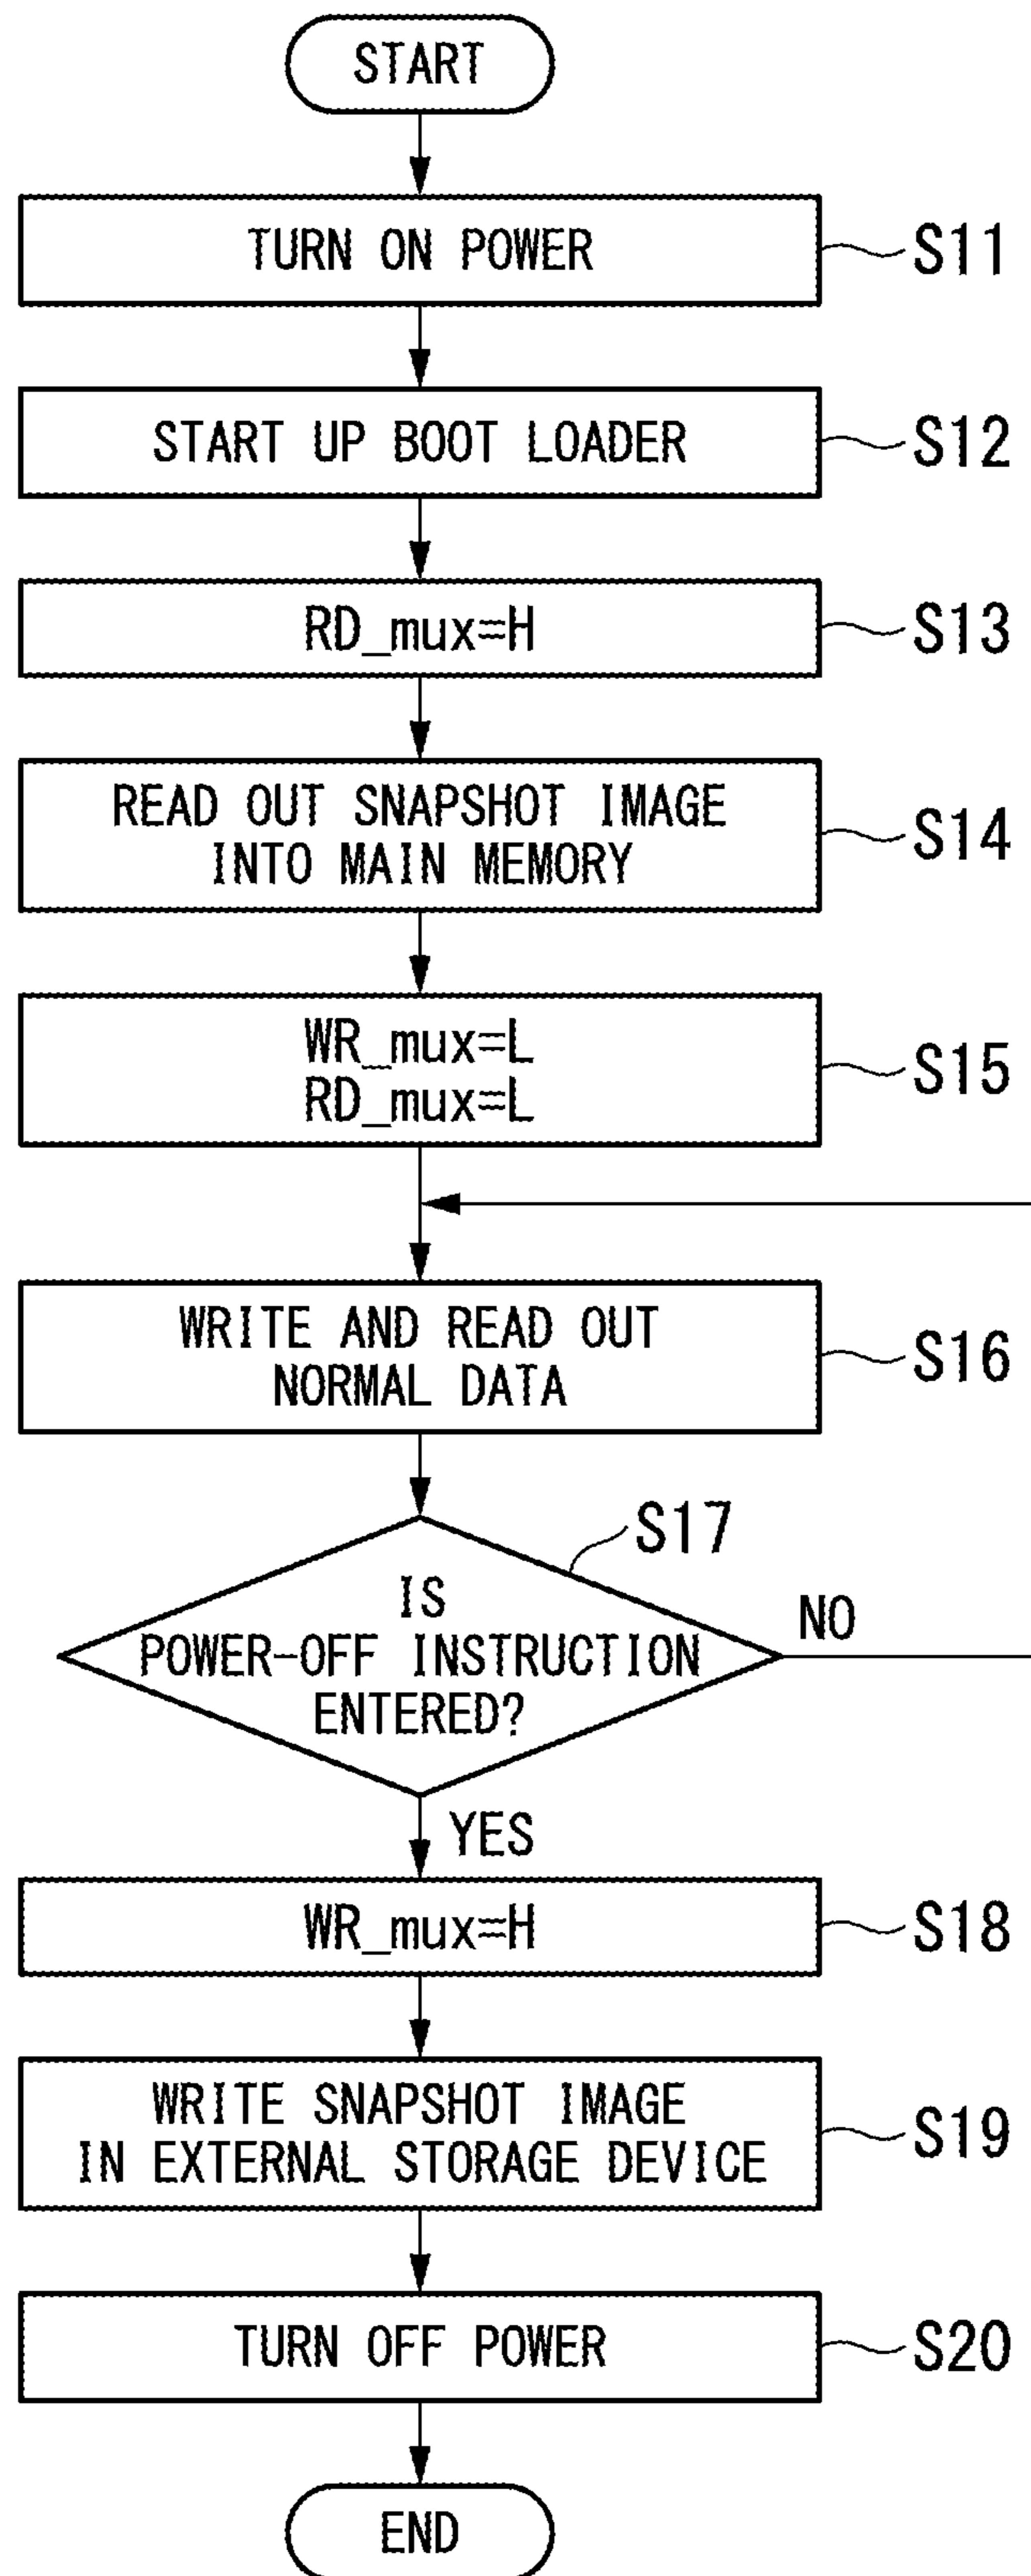 START
TURN ON POWER
S11
START UP BOOT LOADER
S12
RD_mux=H
S13
READ OUT SNAPSHOT IMAGE
INTO MAIN MEMORY
S14
WR_mux=L
RD_mux=L
S15
WRITE AND READ OUT
NORMAL DATA
S16
S17
IS
POWER-OFF INSTRUCTION
ENTERED?
NO
YES
WR_mux=H
S18
WRITE SNAPSHOT IMAGE
IN EXTERNAL STORAGE DEVICE
S19
TURN OFF POWER
S20
END